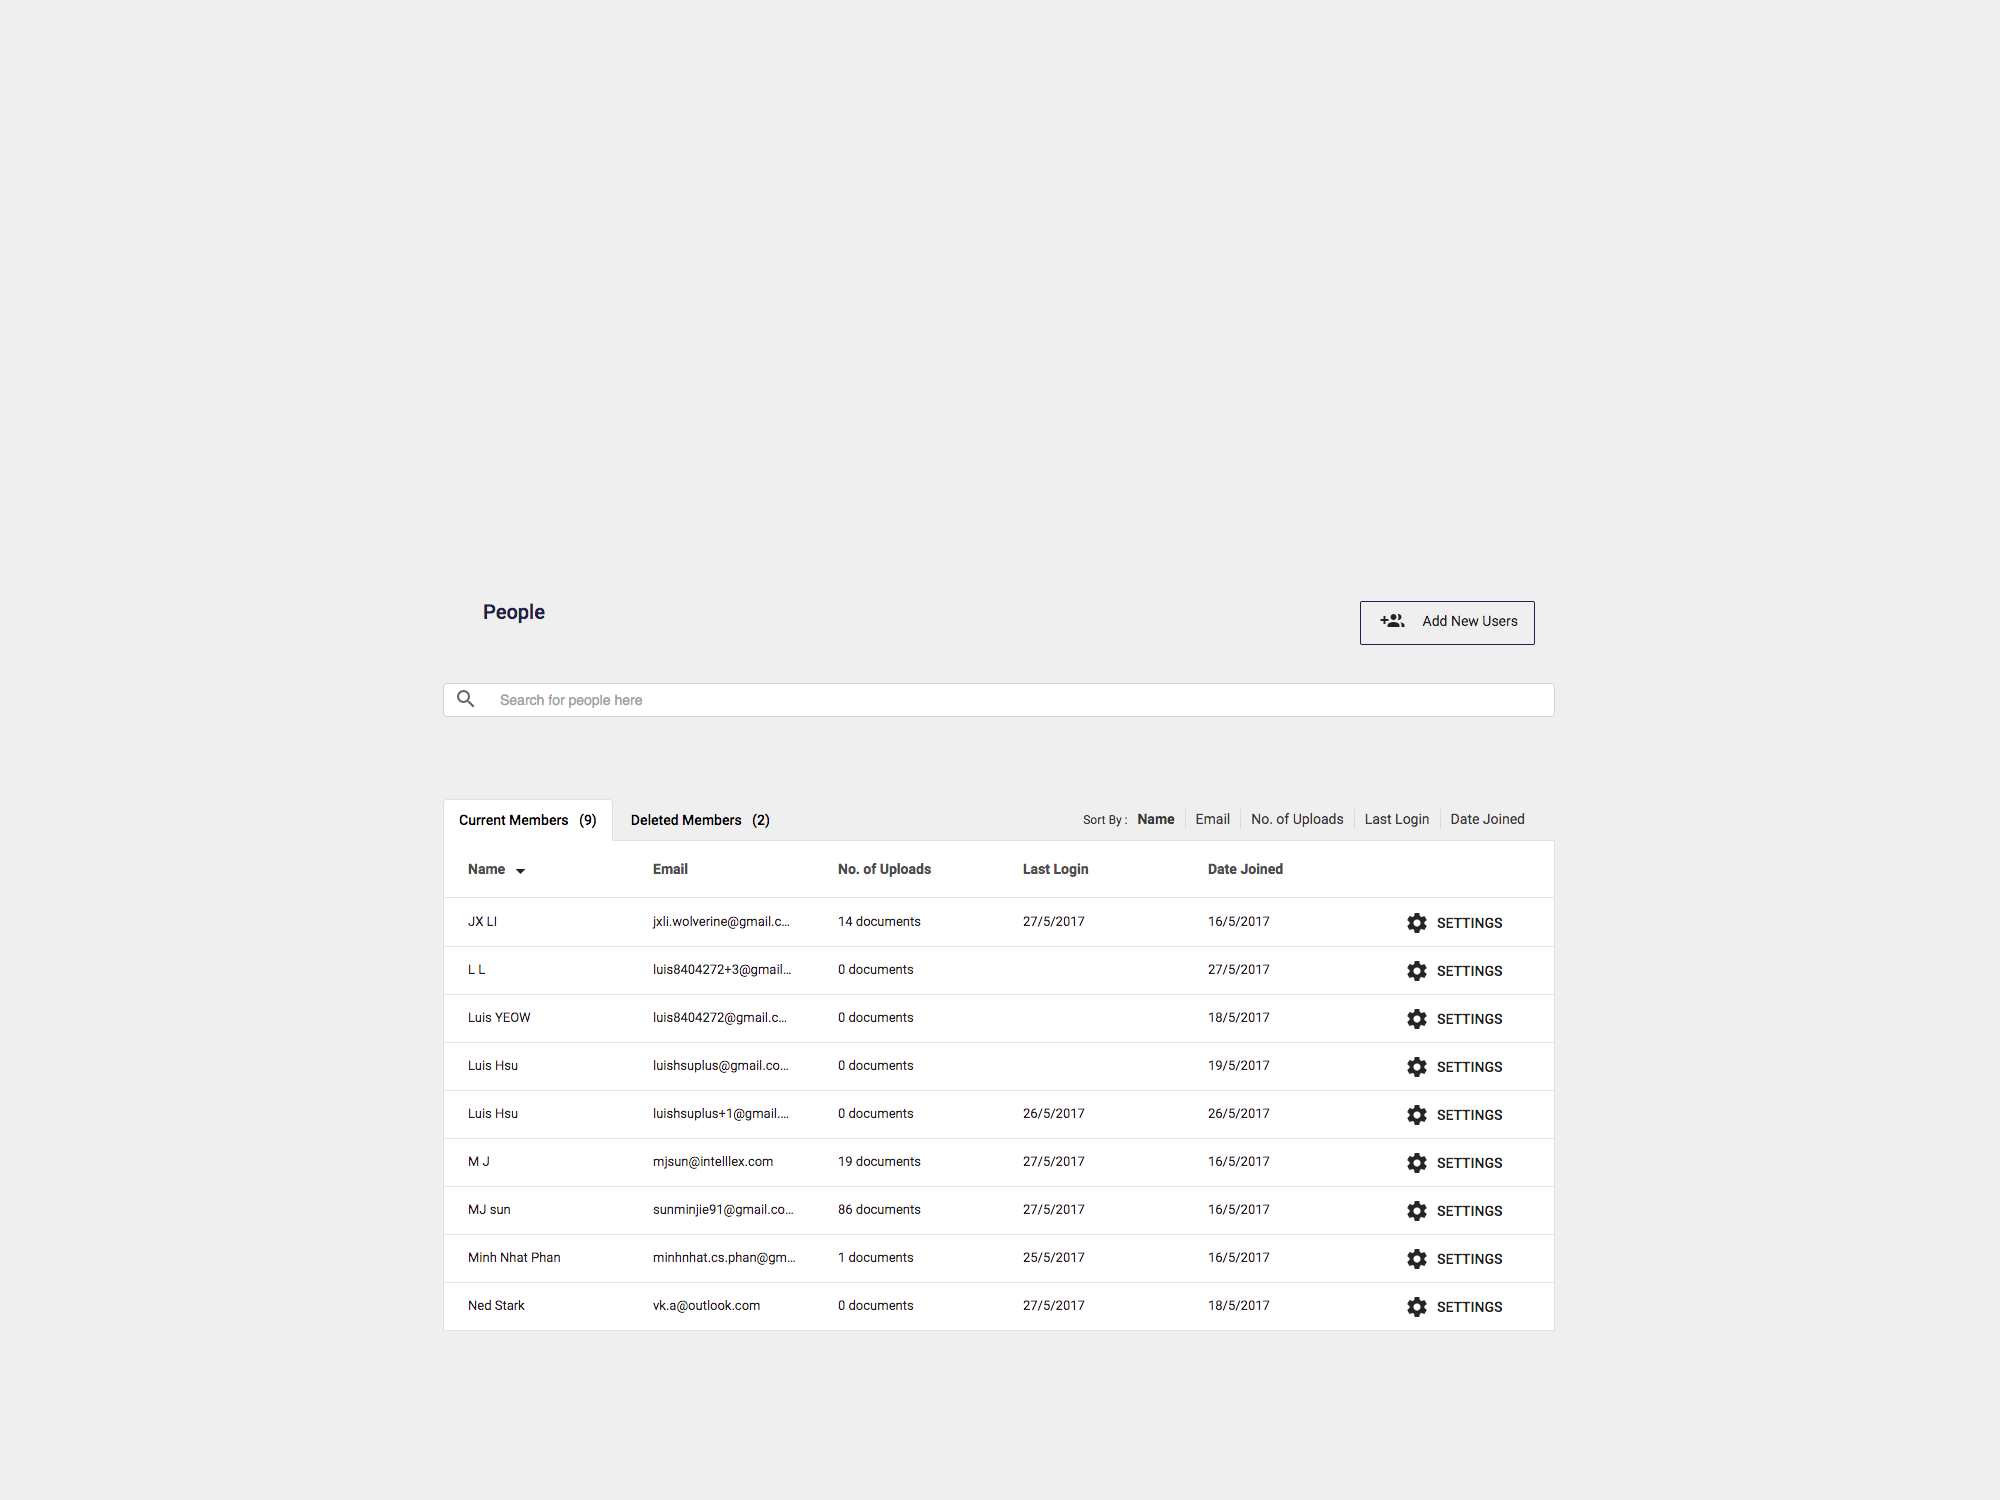 People
Add New Users
Search for people here
Current Members (9) Deleted Members (2) Sort By : Name Email No. of Uploads Last Login Date Joined
Name Email No. of Uploads Last Login Date Joined
JX LI jxli.wolverine@gmail.c... 14 documents 27/5/2017 16/5/2017 SETTINGS
L L luis8404272+3@gmail... 0 documents 27/5/2017 SETTINGS
Luis YEOW luis8404272@gmail.c... 0 documents 18/5/2017 SETTINGS
Luis Hsu luishsuplus@gmail.co... 0 documents 19/5/2017 SETTINGS
Luis Hsu luishsuplus+1@gmail.... 0 documents 26/5/2017 26/5/2017 SETTINGS
M J mjsun@intelllex.com 19 documents 27/5/2017 16/5/2017 SETTINGS
MJ sun sunminjie91@gmail.co... 86 documents 27/5/2017 16/5/2017 SETTINGS
Minh Nhat Phan minhnhat.cs.phan@gm... 1 documents 25/5/2017 16/5/2017 SETTINGS
Ned Stark vk.a@outlook.com 0 documents 27/5/2017 18/5/2017 SETTINGS